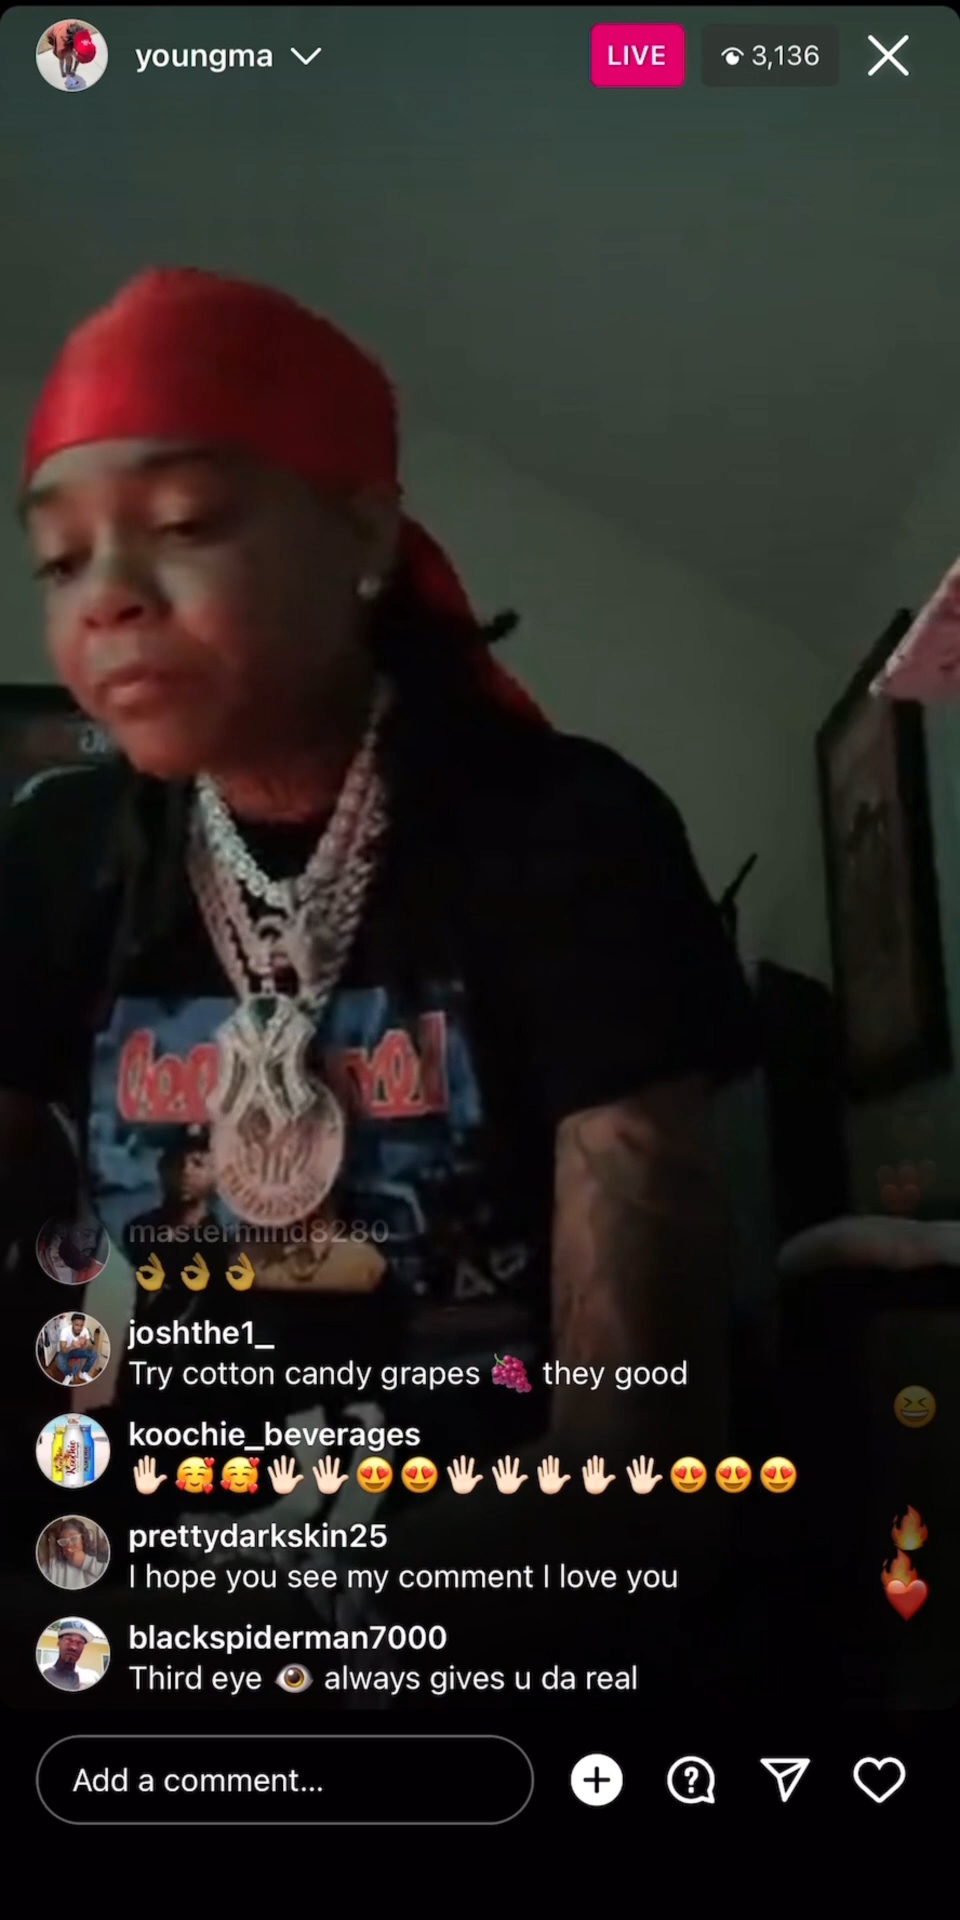 youngma
LIVE
3,136
mastermind8280
👌👌👌
joshthe1_
Try cotton candy grapes 🍇 they good
koochie_beverages
🖐🏻🥰🥰🖐🏻🖐🏻😍😍🖐🏻🖐🏻🖐🏻🖐🏻🖐🏻😍😍😍
prettydarkskin25
I hope you see my comment I love you
blackspiderman7000
Third eye 👁️ always gives u da real
Add a comment...